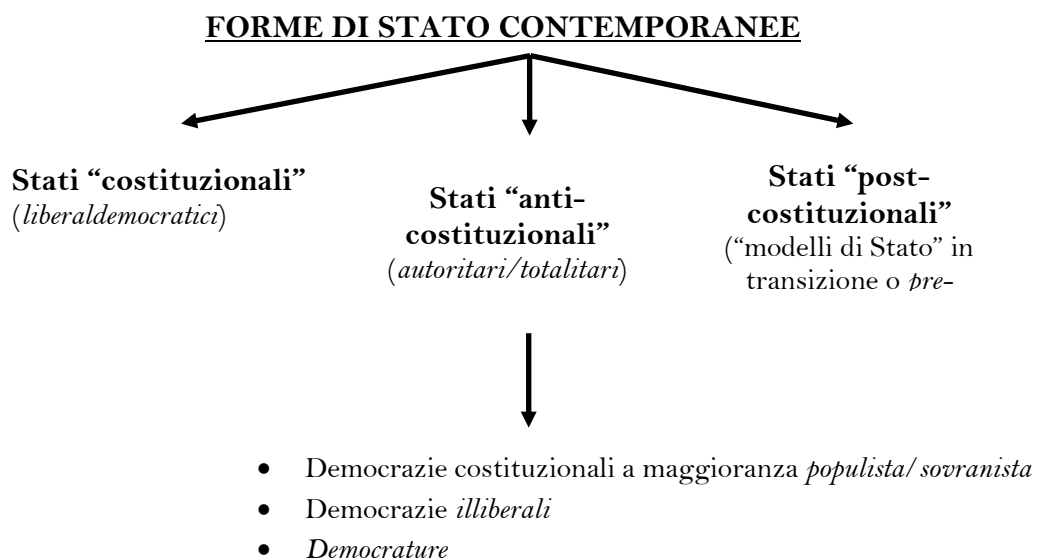 FORME DI STATO CONTEMPORANEE
Stati “costituzionali”
(liberaldemocratici)
Stati “anti-
costituzionali”
(autoritari/totalitari)
Stati “post-
costituzionali”
(“modelli di Stato” in
transizione o pre-
• Democrazie costituzionali a maggioranza populista/sovranista
• Democrazie illiberali
• Democrature